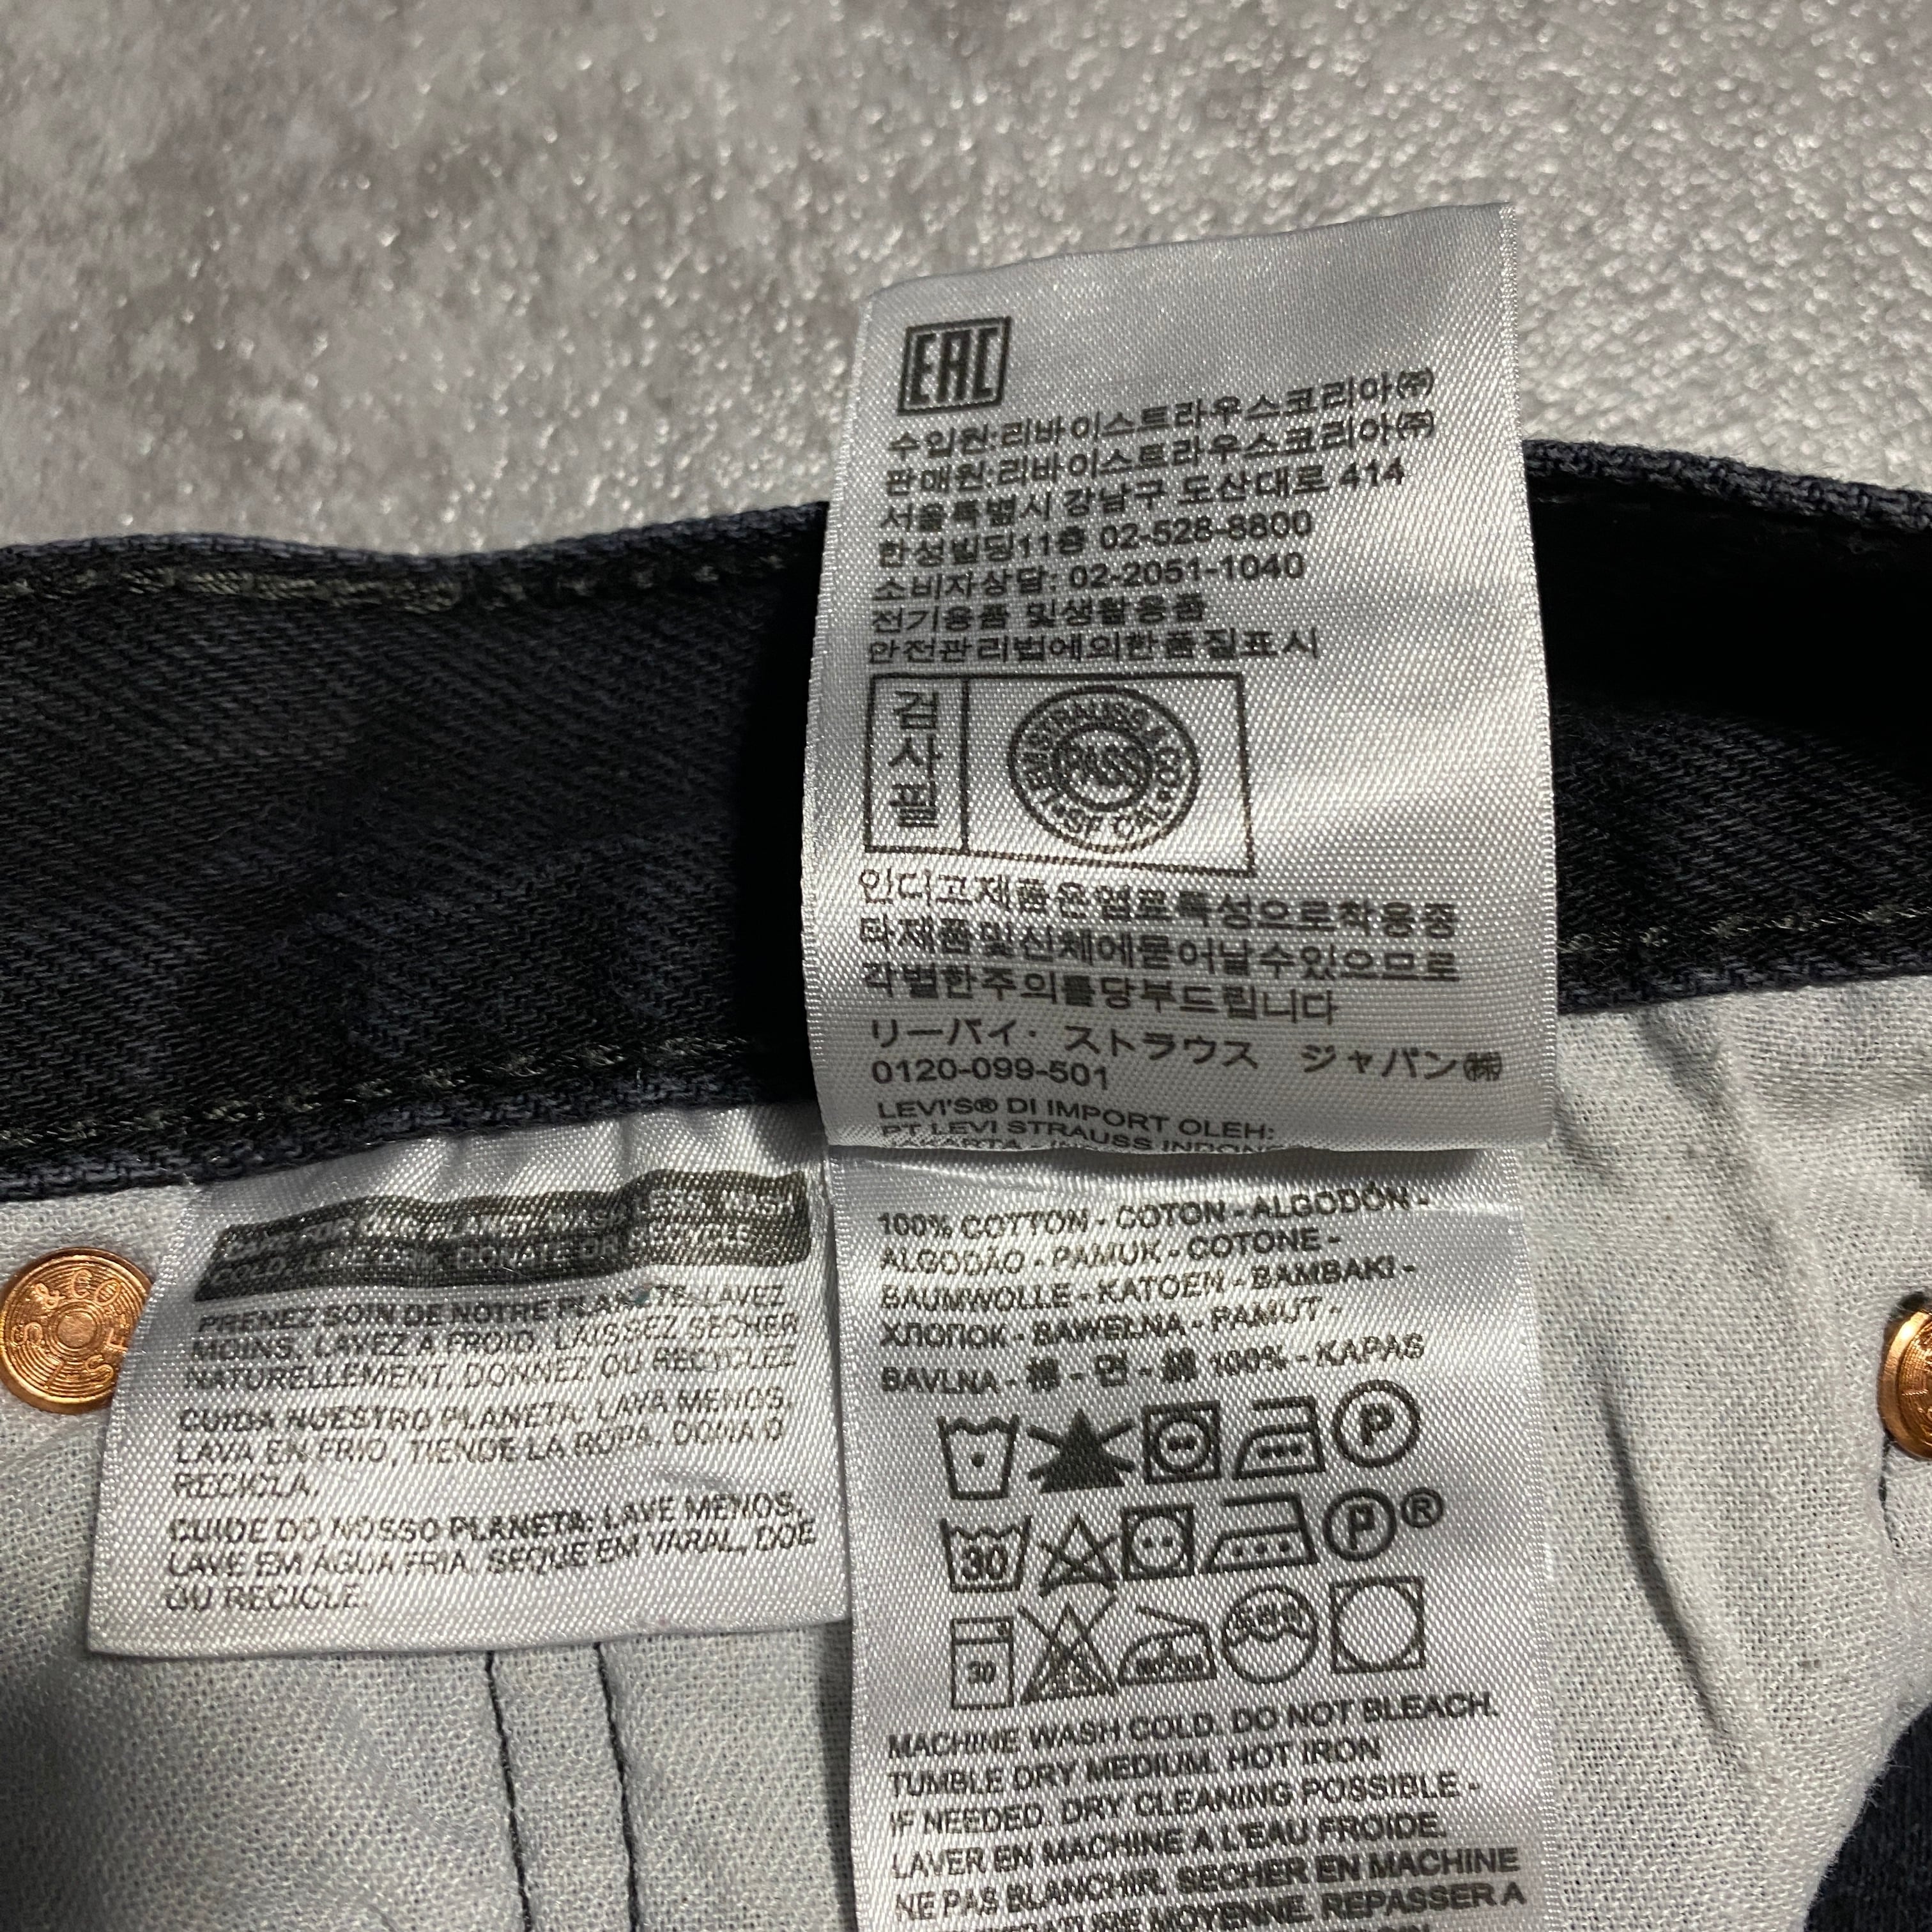 EAC
수입원:리바이스트라우스코리아㈜
판매원:리바이스트라우스코리아㈜
서울특별시 강남구 도산대로 414
한성빌딩11층 02-528-8800
소비자상담: 02-2051-1040
전기용품 및생활용품
안전관리법에의한품질표시
검
사
필
인디고제품은염료특성으로착용중
타제품및신체에묻어날수있으므로
각별한주의를당부드립니다
リーバイ・ストラウス ジャパン㈱
0120-099-501
LEVI'S® DI IMPORT OLEH:
PT LEVI STRAUSS INDON
JAKARTA
PRENEZ SOIN DE NOTRE PLANÈTE: LAVEZ
MOINS, LAVEZ À FROID, LAISSEZ SÉCHER
NATURELLEMENT, DONNEZ OU RECYCLEZ
CUIDA NUESTRO PLANETA: LAVA MENOS,
LAVA EN FRIO, TIENDE LA ROPA, DONA O
RECICLA.
CUIDE DO NOSSO PLANETA: LAVE MENOS,
LAVE EM ÁGUA FRIA, SEQUE EM VARAL, DOE
OU RECICLE.
100% COTTON - COTON - ALGODÓN -
ALGODÃO - PAMUK - COTONE -
BAUMWOLLE - KATOEN - BAMBAKI -
ХЛОПОК - BAWEŁNA - PAMUT -
BAVLNA - 棉 - 면 - 綿 100% - KAPAS
P
30
P®
30
MACHINE WASH COLD. DO NOT BLEACH.
TUMBLE DRY MEDIUM. HOT IRON
IF NEEDED. DRY CLEANING POSSIBLE -
LAVER EN MACHINE A L'EAU FROIDE.
NE PAS BLANCHIR. SECHER EN MACHINE
MOYENNE. REPASSER A